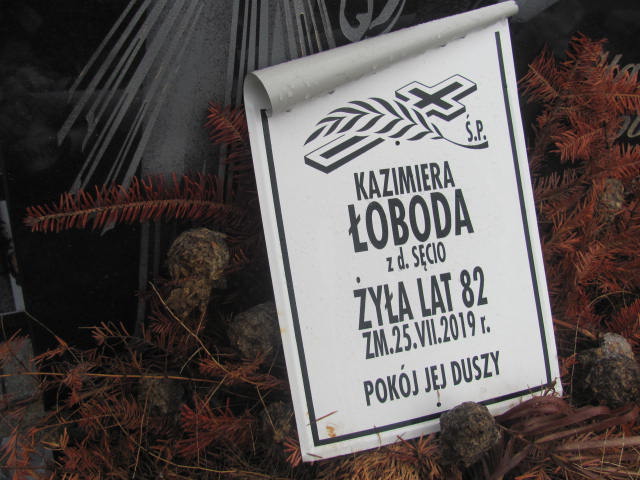 Ś.P.
KAZIMIERA
ŁOBODA
z d. SĘCIO
ŻYŁA LAT 82
ZM.25.VII.2019 r.
POKÓJ JEJ DUSZY